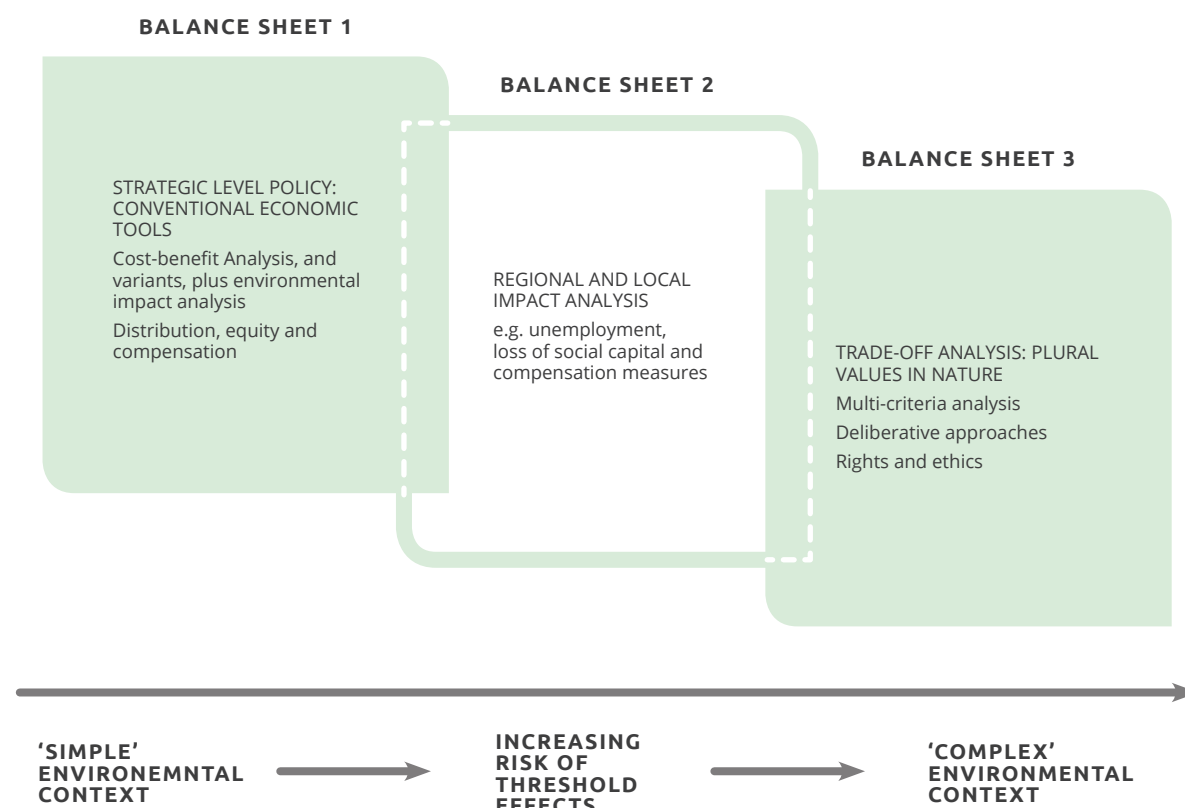 BALANCE SHEET 1
STRATEGIC LEVEL POLICY:
CONVENTIONAL ECONOMIC
TOOLS
Cost-benefit Analysis, and
variants, plus environmental
impact analysis
Distribution, equity and
compensation
BALANCE SHEET 2
REGIONAL AND LOCAL
IMPACT ANALYSIS
e.g. unemployment,
loss of social capital and
compensation measures
BALANCE SHEET 3
TRADE-OFF ANALYSIS: PLURAL
VALUES IN NATURE
Multi-criteria analysis
Deliberative approaches
Rights and ethics
‘SIMPLE’
ENVIRONEMNTAL
CONTEXT
INCREASING
RISK OF
THRESHOLD
EFFECTS
‘COMPLEX’
ENVIRONMENTAL
CONTEXT